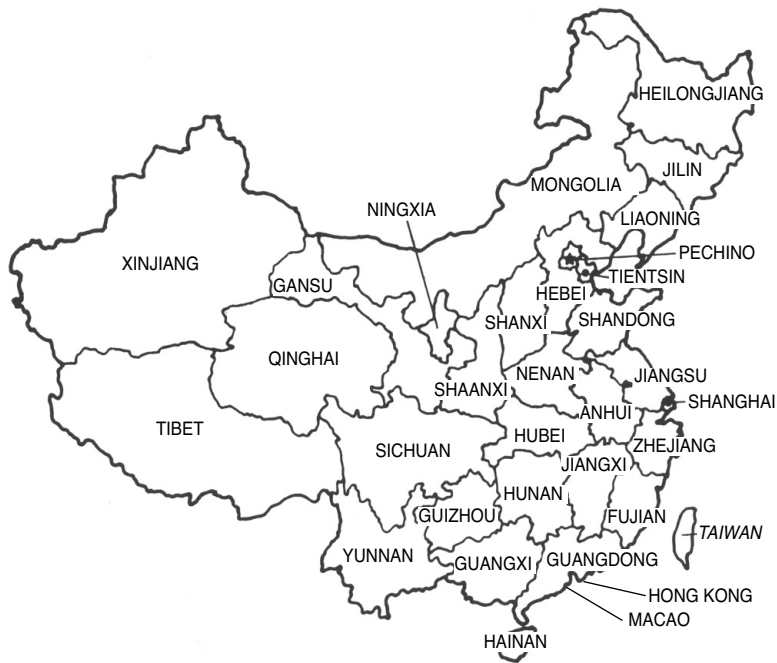 HEILONGJIANG
JILIN
MONGOLIA
NINGXIA
LIAONING
PECHINO
XINJIANG
TIENTSIN
GANSU
HEBEI
SHANXI
SHANDONG
QINGHAI
NENAN
JIANGSU
SHAANXI
SHANGHAI
ANHUI
TIBET
HUBEI
ZHEJIANG
SICHUAN
JIANGXI
HUNAN
GUIZHOU
FUJIAN
TAIWAN
YUNNAN
GUANGXI
GUANGDONG
HONG KONG
MACAO
HAINAN